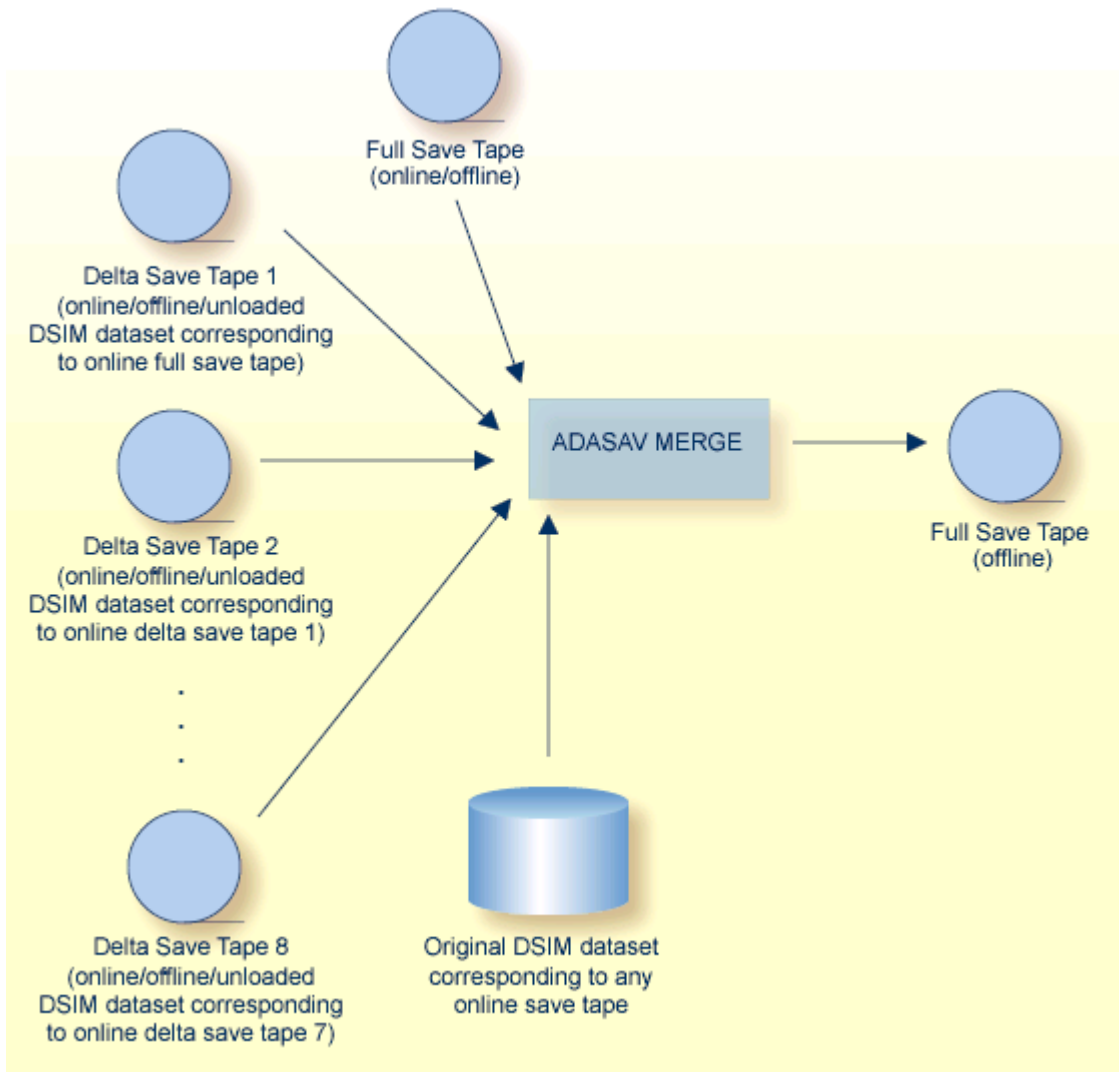 Full Save Tape
(online/offline)
Delta Save Tape 1
(online/offline/unloaded
DSIM dataset corresponding
to online full save tape)
ADASAV MERGE
Delta Save Tape 2
(online/offline/unloaded
DSIM dataset corresponding
to online delta save tape 1)
Full Save Tape
(offline)
.
.
.
Delta Save Tape 8
(online/offline/unloaded
DSIM dataset corresponding
to online delta save tape 7)
Original DSIM dataset
corresponding to any
online save tape